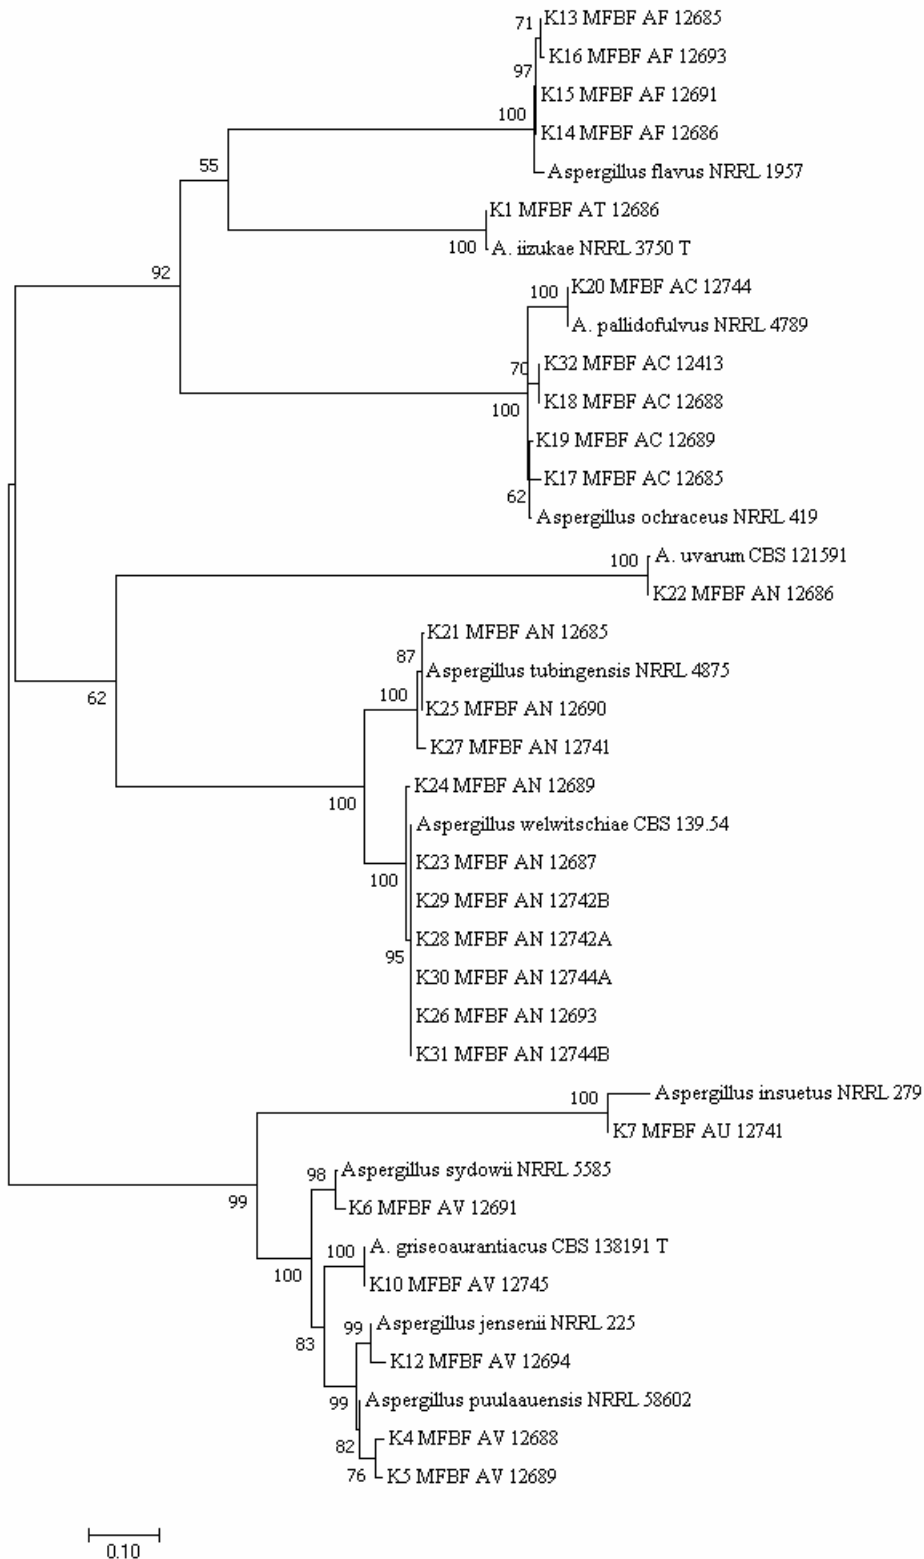 K13 MFBF AF 12685
71
K16 MFBF AF 12693
97
K15 MFBF AF 12691
100
K14 MFBF AF 12686
55
Aspergillus flavus NRRL 1957
K1 MFBF AT 12686
100
A. iizukae NRRL 3750 T
92
K20 MFBF AC 12744
100
A. pallidofulvus NRRL 4789
70
K32 MFBF AC 12413
K18 MFBF AC 12688
100
K19 MFBF AC 12689
K17 MFBF AC 12685
62
Aspergillus ochraceus NRRL 419
A. uvarum CBS 121591
100
K22 MFBF AN 12686
K21 MFBF AN 12685
87
Aspergillus tubingensis NRRL 4875
62
100
K25 MFBF AN 12690
K27 MFBF AN 12741
K24 MFBF AN 12689
100
Aspergillus welwitschiae CBS 139.54
K23 MFBF AN 12687
100
K29 MFBF AN 12742B
K28 MFBF AN 12742A
95
K30 MFBF AN 12744A
K26 MFBF AN 12693
K31 MFBF AN 12744B
Aspergillus insuetus NRRL 279
100
K7 MFBF AU 12741
Aspergillus sydowii NRRL 5585
98
99
K6 MFBF AV 12691
A. griseoaurantiacus CBS 138191 T
100
100
K10 MFBF AV 12745
Aspergillus jensenii NRRL 225
99
83
K12 MFBF AV 12694
Aspergillus puulaauensis NRRL 58602
99
K4 MFBF AV 12688
82
K5 MFBF AV 12689
76
0.10